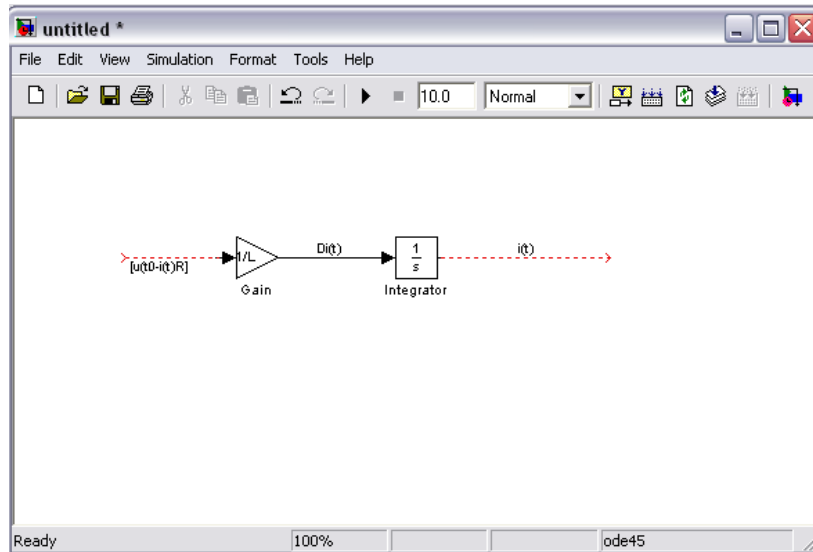 untitled *
File Edit View Simulation Format Tools Help
10.0 Normal
[u(t0-i(t)R]
1/L
Di(t)
1
s
i(t)
Gain
Integrator
Ready 100% ode45